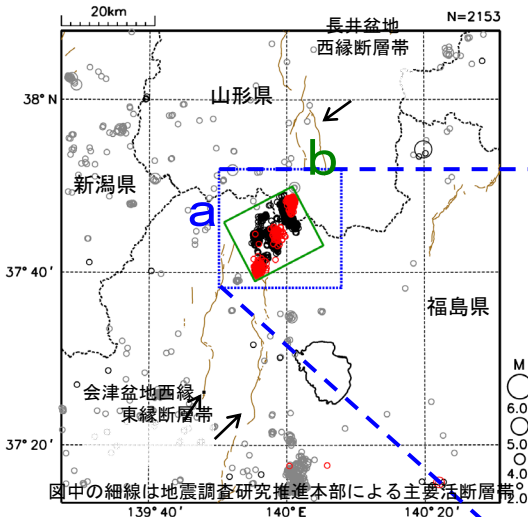 20km
N=2153
長井盆地
西縁断層帯
38° N
山形県
b
新潟県
a
37°40′
福島県
会津盆地西縁
東縁断層帯
M
6.0
5.0
4.0
37°20′
図中の細線は地震調査研究推進本部による主要活断層帯。
2.0
139°40′
140°E
140°20′